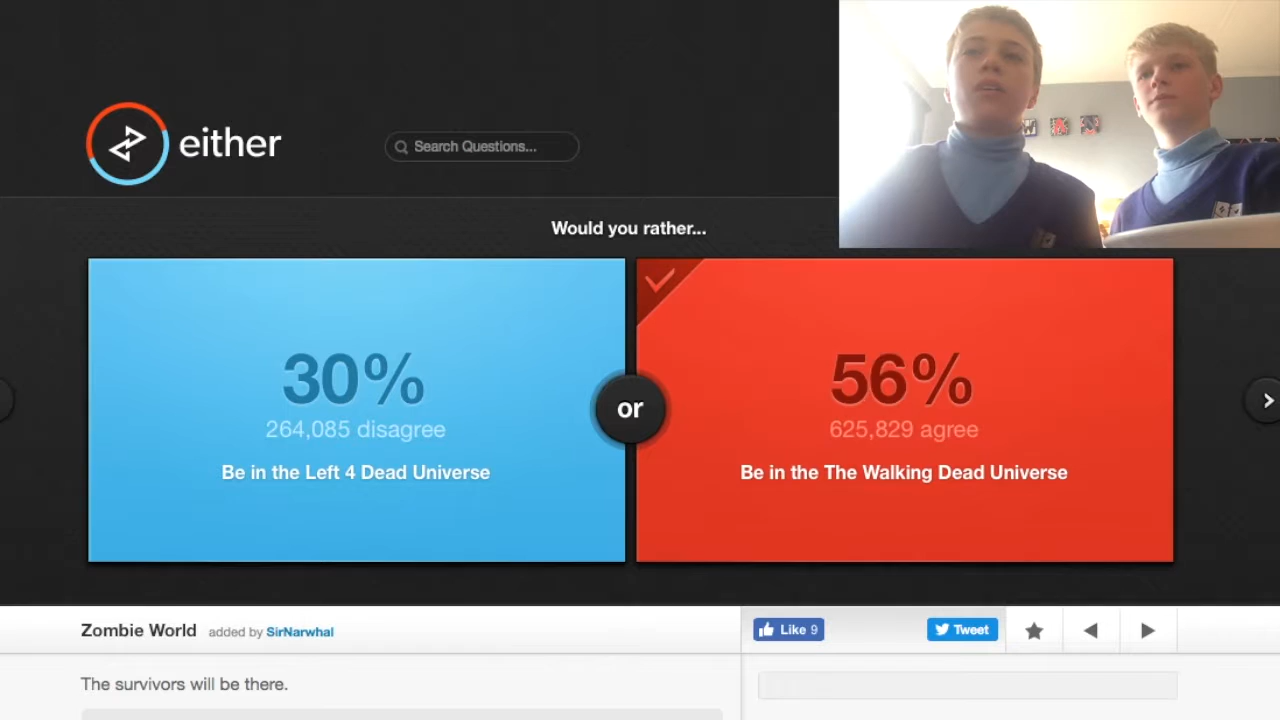 either
Search Questions...
Would you rather...
30%
264,085 disagree
Be in the Left 4 Dead Universe
or
56%
625,829 agree
Be in the The Walking Dead Universe
Zombie World added by SirNarwhal
Like 9
Tweet
The survivors will be there.